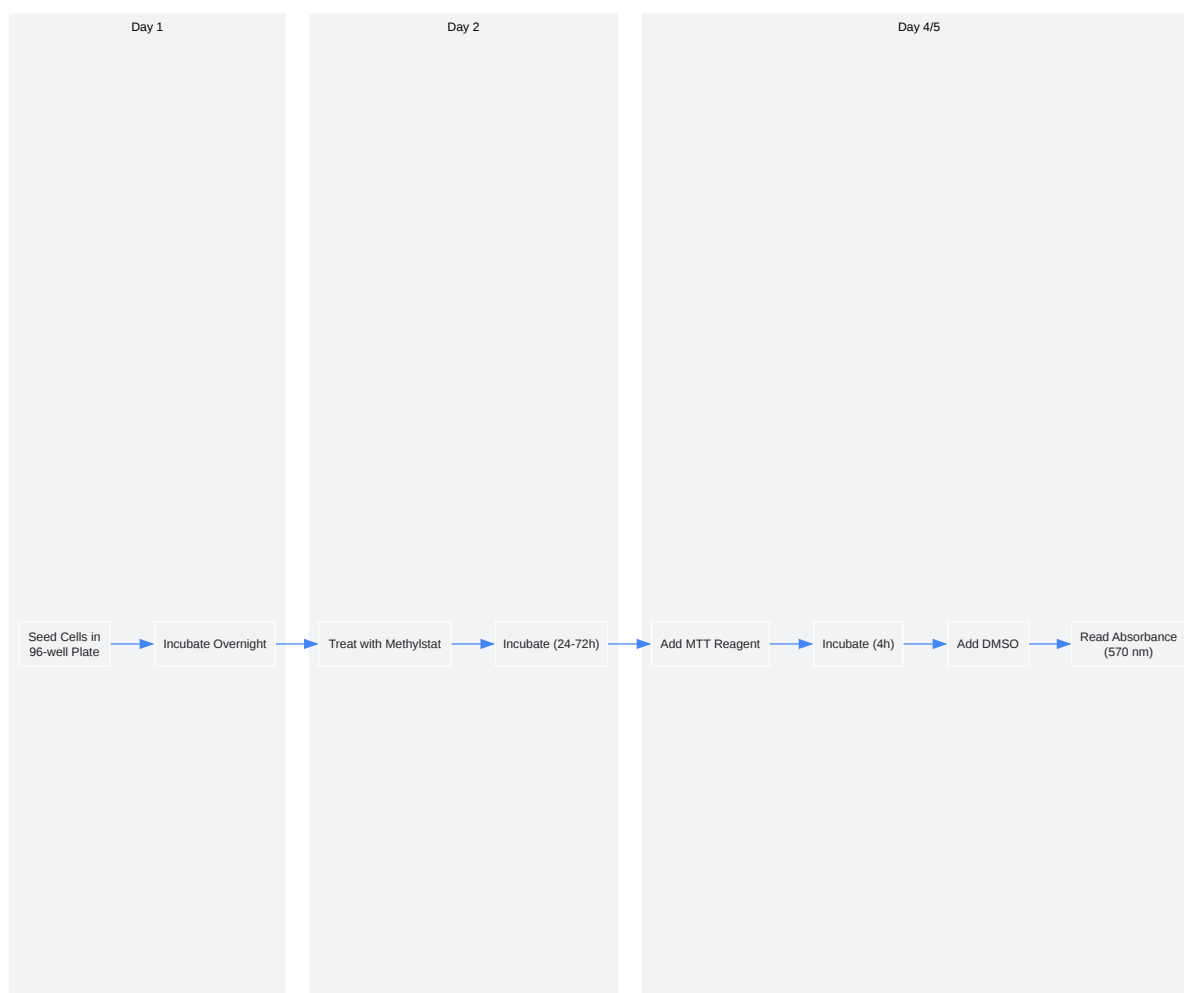 Day 1
Day 2
Day 4/5
Seed Cells in
96-well Plate
Incubate Overnight
Treat with Methylstat
Incubate (24-72h)
Add MTT Reagent
Incubate (4h)
Add DMSO
Read Absorbance
(570 nm)